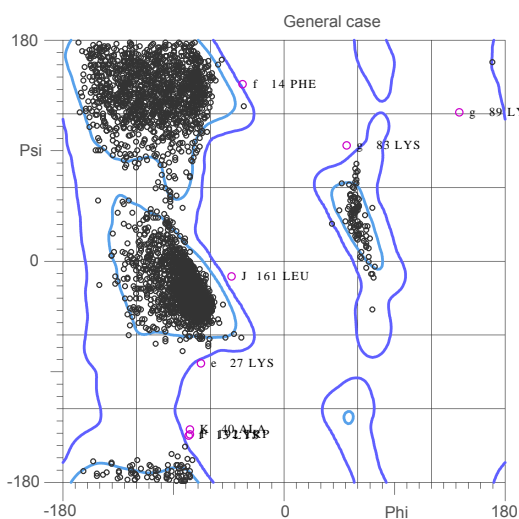 General case
180
f 14 PHE
g 89 LY
Psi
g 83 LYS
0
J 161 LEU
e 27 LYS
K 40 ALA
-180
-180
0
Phi
180